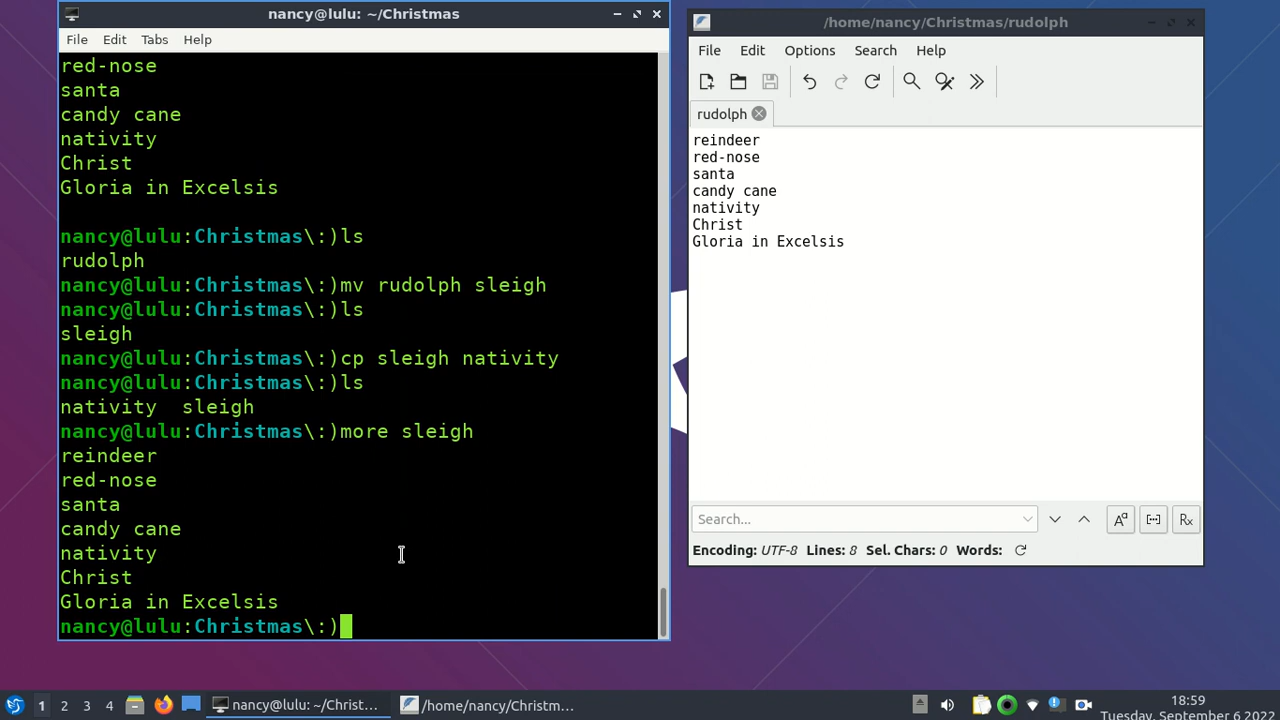 nancy@lulu: ~/Christmas
File Edit Tabs Help
red-nose
santa
candy cane
nativity
Christ
Gloria in Excelsis
nancy@lulu:Christmas\:)ls
rudolph
nancy@lulu:Christmas\:)mv rudolph sleigh
nancy@lulu:Christmas\:)ls
sleigh
nancy@lulu:Christmas\:)cp sleigh nativity
nancy@lulu:Christmas\:)ls
nativity  sleigh
nancy@lulu:Christmas\:)more sleigh
reindeer
red-nose
santa
candy cane
nativity
Christ
Gloria in Excelsis
nancy@lulu:Christmas\:)
/home/nancy/Christmas/rudolph
File Edit Options Search Help
rudolph
reindeer
red-nose
santa
candy cane
nativity
Christ
Gloria in Excelsis
Search...
Encoding: UTF-8 Lines: 8 Sel. Chars: 0 Words:
1 2 3 4 nancy@lulu: ~/Christ... /home/nancy/Christm... 18:59
Tuesday, September 6 2022